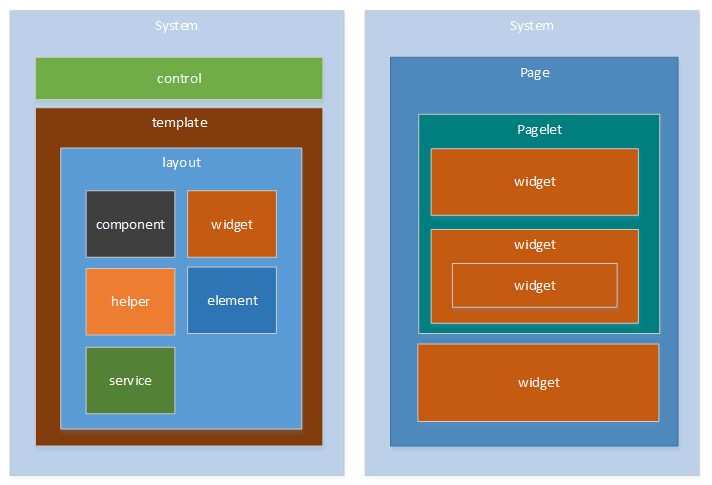 System
control
template
layout
component
widget
helper
element
service
System
Page
Pagelet
widget
widget
widget
widget